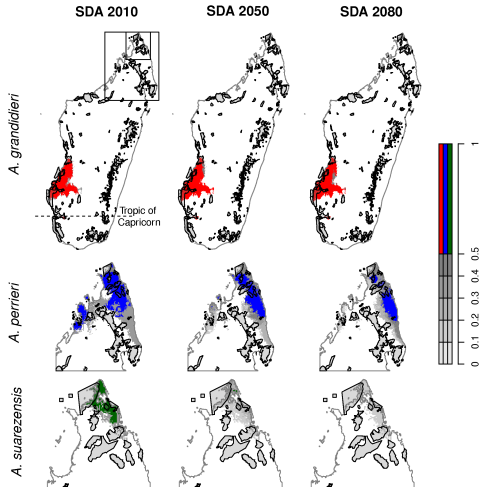 SDA 2010
SDA 2050
SDA 2080
A. grandidieri
Tropic of
Capricorn
A. perrieri
A. suarezensis
0
0.1
0.2
0.3
0.4
0.5
1